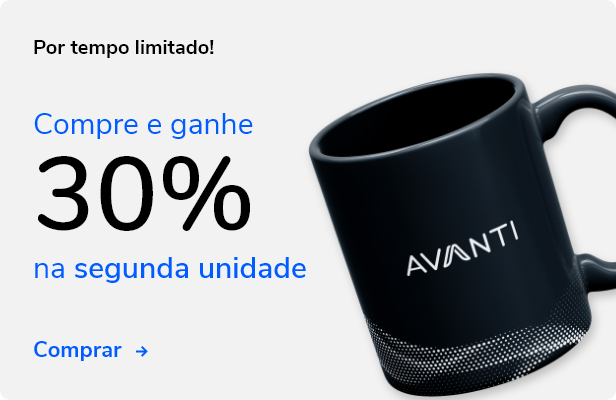 Por tempo limitado!
Compre e ganhe
30%
na segunda unidade
Comprar →
AVANTI